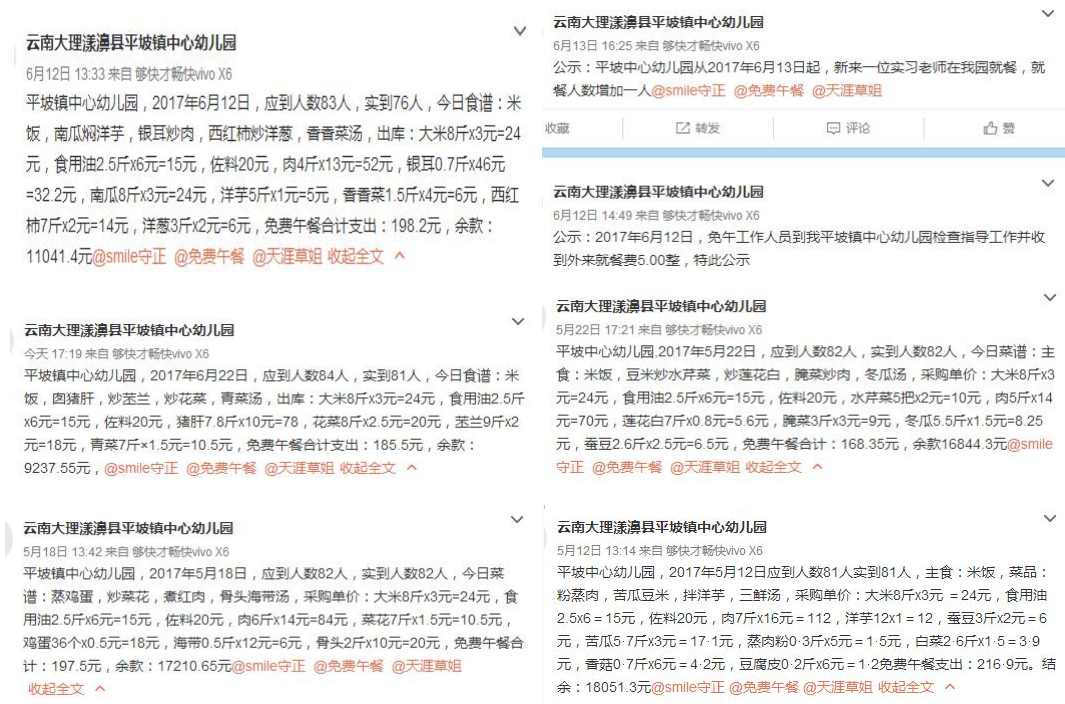 云南大理漾濞县平坡镇中心幼儿园
6月12日 13:33 来自 够快才畅快vivo X6
平坡镇中心幼儿园，2017年6月12日，应到人数83人，实到76人，今日食谱：米
饭，南瓜焖洋芋，银耳炒肉，西红柿炒洋葱，香香菜汤，出库：大米8斤x3元=24
元，食用油2.5斤x6元=15元，佐料20元，肉4斤x13元=52元，银耳0.7斤x46元
=32.2元，南瓜8斤x3元=24元，洋芋5斤x1元=5元，香香菜1.5斤x4元=6元，西红
柿7斤x2元=14元，洋葱3斤x2元=6元，免费午餐合计支出：198.2元，余款：
11041.4元@smile守正 @免费午餐 @天涯草姐 收起全文
云南大理漾濞县平坡镇中心幼儿园
今天 17:19 来自 够快才畅快vivo X6
平坡镇中心幼儿园，2017年6月22日，应到人数84人，实到81人，今日食谱：米
饭，卤猪肝，炒茎兰，炒花菜，青菜汤，出库：大米8斤x3元=24元，食用油2.5斤
x6元=15元，佐料20元，猪肝7.8斤x10元=78，花菜8斤x2.5元=20元，茎兰9斤x2
元=18元，青菜7斤×1.5元=10.5元，免费午餐合计支出：185.5元，余款：
9237.55元，@smile守正 @免费午餐 @天涯草姐 收起全文
云南大理漾濞县平坡镇中心幼儿园
5月18日 13:42 来自 够快才畅快vivo X6
平坡镇中心幼儿园，2017年5月18日，应到人数82人，实到人数82人，今日菜
谱：蒸鸡蛋，炒菜花，煮红肉，骨头海带汤，采购单价：大米8斤x3元=24元，食
用油2.5斤x6元=15元，佐料20元，肉6斤x14元=84元，菜花7斤x1.5元=10.5元，
鸡蛋36个x0.5元=18元，海带0.5斤x12元=6元，骨头2斤x10元=20元，免费午餐合
计：197.5元，余款：17210.65元@smile守正 @免费午餐 @天涯草姐
收起全文
云南大理漾濞县平坡镇中心幼儿园
6月13日 16:25 来自 够快才畅快vivo X6
公示：平坡中心幼儿园从2017年6月13日起，新来一位实习老师在我园就餐，就
餐人数增加一人@smile守正 @免费午餐 @天涯草姐
收藏 转发 评论 赞
云南大理漾濞县平坡镇中心幼儿园
6月12日 14:49 来自 够快才畅快vivo X6
公示：2017年6月12日，免午工作人员到我平坡镇中心幼儿园检查指导工作并收
到外来就餐费5.00整，特此公示
云南大理漾濞县平坡镇中心幼儿园
5月22日 17:21 来自 够快才畅快vivo X6
平坡中心幼儿园,2017年5月22日，应到人数82人，实到人数82人，今日菜谱：主
食：米饭，豆米炒水芹菜，炒莲花白，腌菜炒肉，冬瓜汤，采购单价：大米8斤x3
元=24元，食用油2.5斤x6元=15元，佐料20元，水芹菜5把x2元=10元，肉5斤x14
元=70元，莲花白7斤x0.8元=5.6元，腌菜3斤x3元=9元，冬瓜5.5斤x1.5元=8.25
元，蚕豆2.6斤x2.5元=6.5元，免费午餐合计：168.35元，余款16844.3元@smile
守正 @免费午餐 @天涯草姐 收起全文
云南大理漾濞县平坡镇中心幼儿园
5月12日 13:14 来自 够快才畅快vivo X6
平坡镇中心幼儿园，2017年5月12日应到人数81人实到81人，主食：米饭，菜品：
粉蒸肉，苦瓜豆米，拌洋芋，三鲜汤，采购单价：大米8斤x3元＝24元，食用油
2.5x6＝15元，佐料20元，肉7斤x16元＝112，洋芋12x1＝12，蚕豆3斤x2元＝6
元，苦瓜5·7斤x3元＝17·1元，蒸肉粉0·3斤x5元＝1·5元，白菜2·6斤x1·5＝3·9
元，香菇0·7斤x6元＝4·2元，豆腐皮0·2斤x6元＝1·2免费午餐支出：216·9元。结
余：18051.3元@smile守正 @免费午餐 @天涯草姐 收起全文